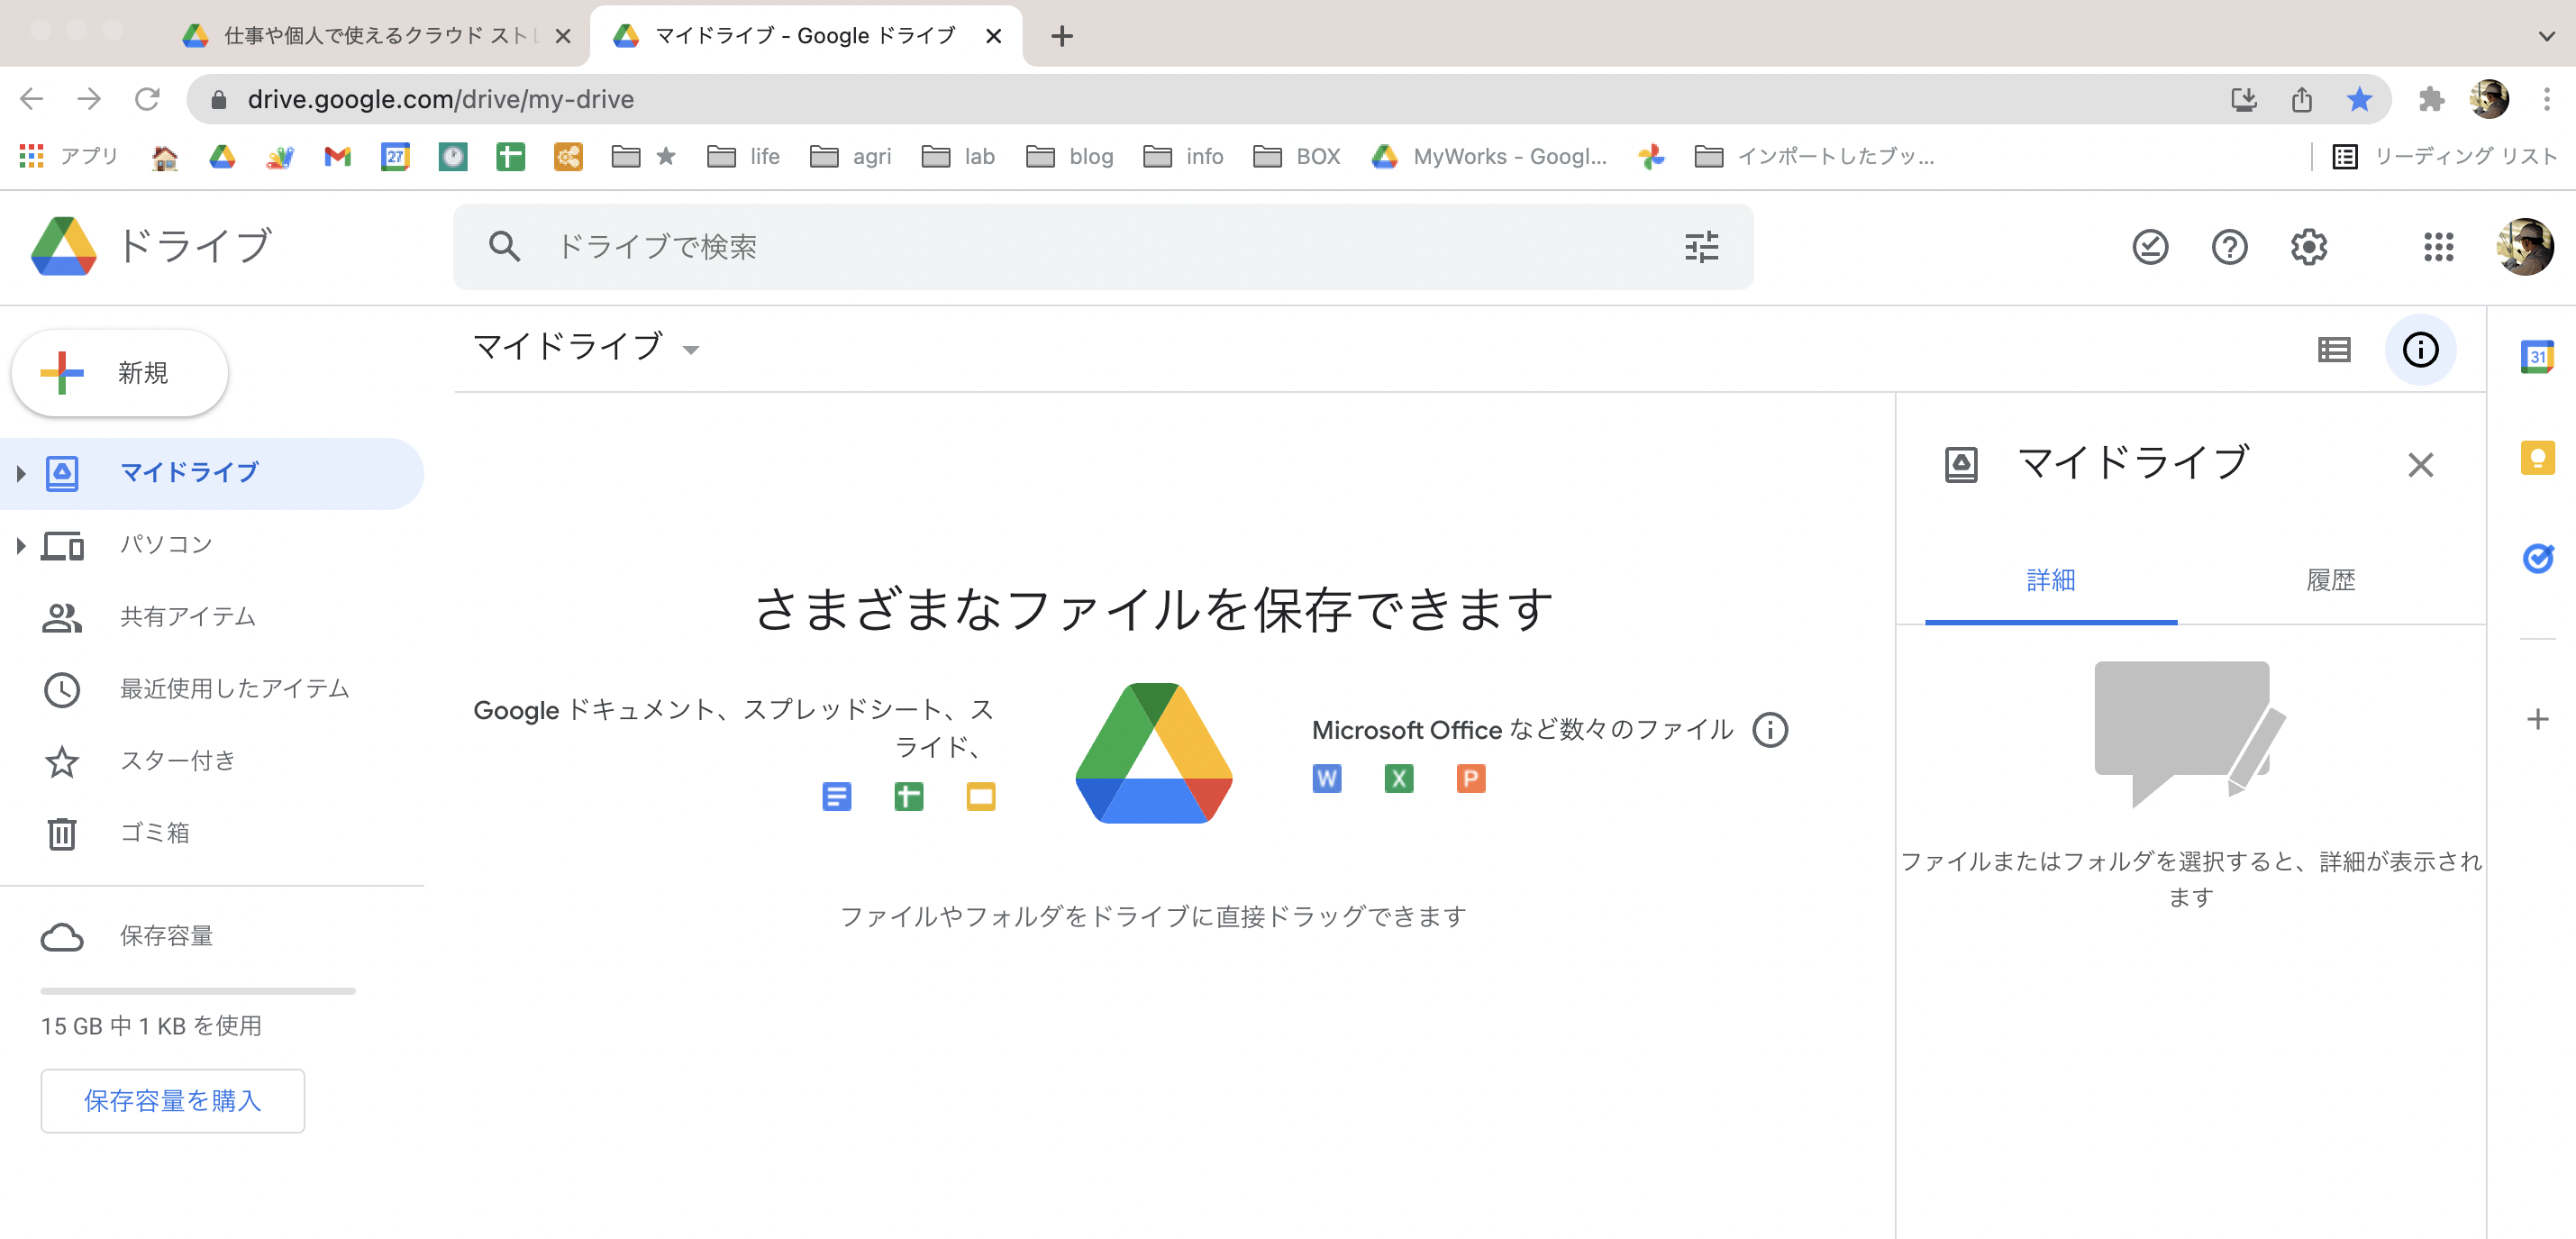 仕事や個人で使えるクラウド スト
マイドライブ - Google ドライブ
drive.google.com/drive/my-drive
アプリ
27
life
agri
lab
blog
info
BOX
MyWorks - Googl...
インポートしたブッ...
リーディング リスト
ドライブ
ドライブで検索
新規
マイドライブ
31
マイドライブ
パソコン
共有アイテム
最近使用したアイテム
スター付き
ゴミ箱
保存容量
15 GB 中 1 KB を使用
保存容量を購入
さまざまなファイルを保存できます
Google ドキュメント、スプレッドシート、ス
ライド、
Microsoft Office など数々のファイル
W
X
P
ファイルやフォルダをドライブに直接ドラッグできます
マイドライブ
詳細
履歴
ファイルまたはフォルダを選択すると、詳細が表示され
ます